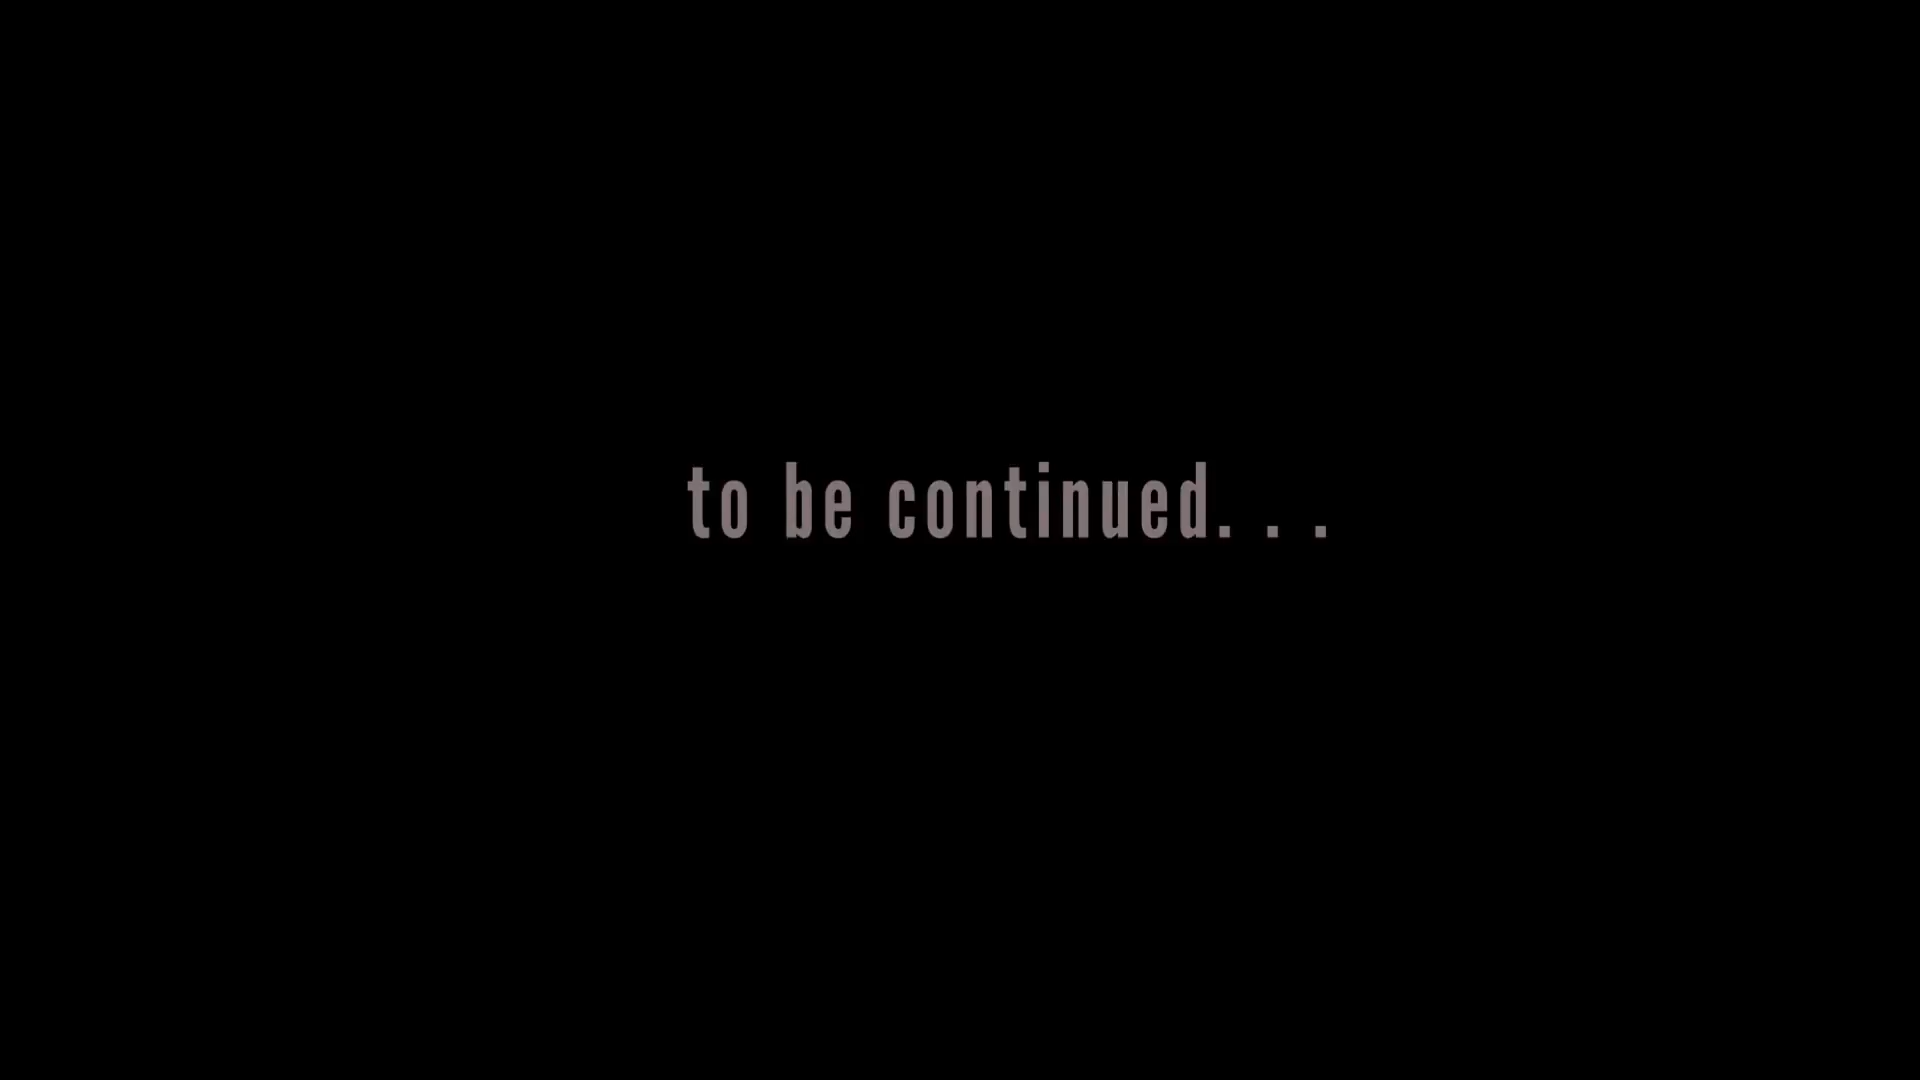 to be continued. . .